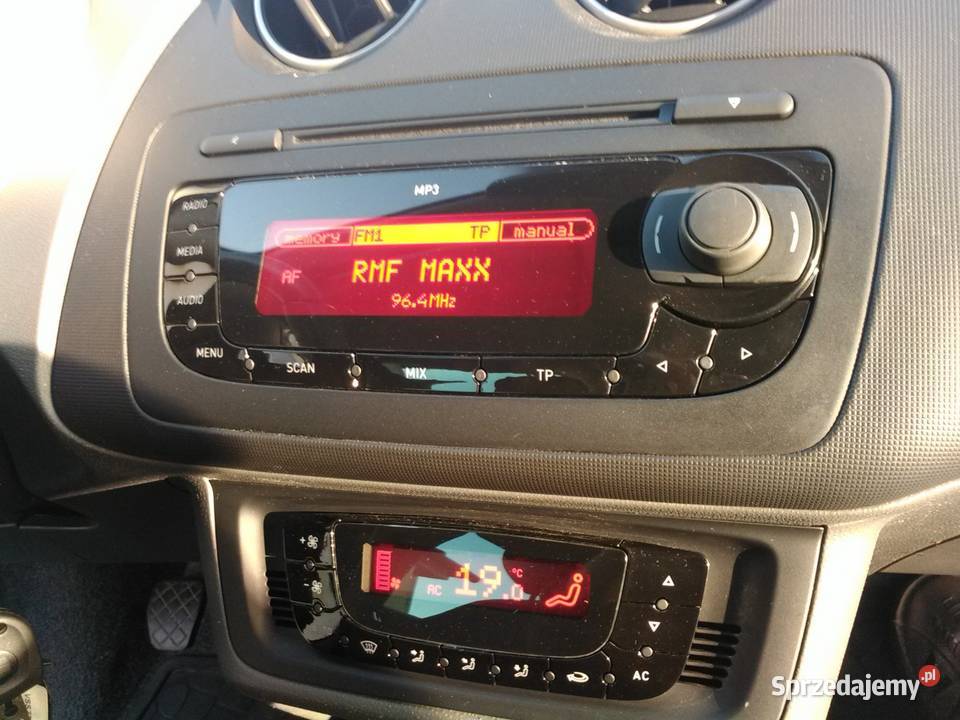 MP3
RADIO
MEDIA
AUDIO
MENU
memory FM1 TP manual
AF RMF MAXX
96.4MHz
SCAN MIX TP
AC 19.0 °C
AC
Sprzedajemy.pl